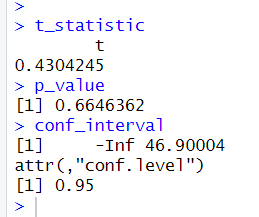 >
> t_statistic
t
0.4304245
> p_value
[1] 0.6646362
> conf_interval
[1]     -Inf 46.90004
attr(,"conf.level")
[1] 0.95
>